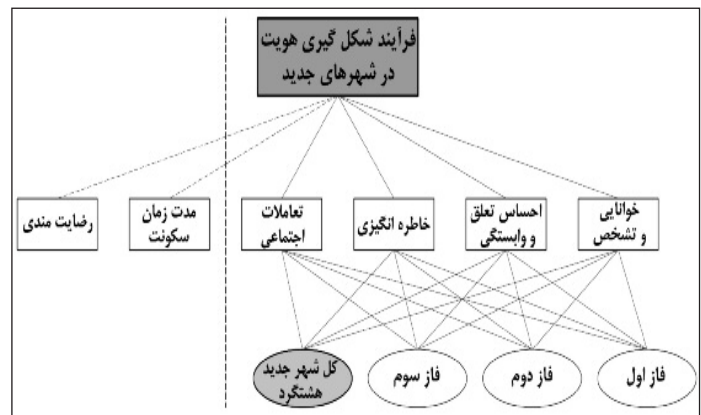 فرآیند شکل گیری هویت
در شهرهای جدید
خوانایی
و تشخص
احساس تعلق
و وابستگی
خاطره انگیزی
تعاملات
اجتماعی
مدت زمان
سکونت
رضایت مندی
فاز اول
فاز دوم
فاز سوم
کل شهر جدید
هشتگرد